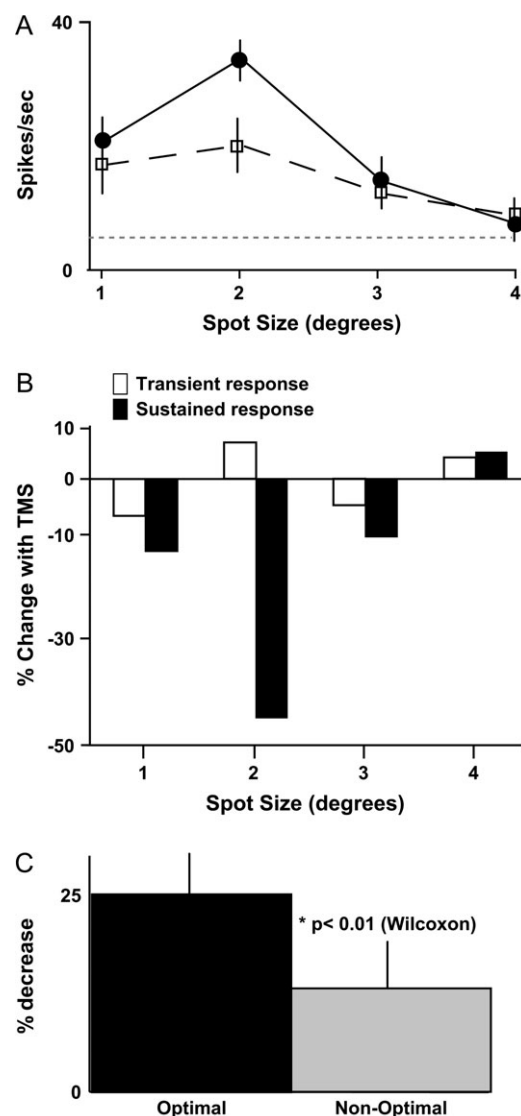 A
40
Spikes/sec
0
1 2 3 4
Spot Size (degrees)
B
Transient response
Sustained response
10
0
-10
-30
-50
% Change with TMS
1 2 3 4
Spot Size (degrees)
C
25
* p< 0.01 (Wilcoxon)
% decrease
0
Optimal Non-Optimal